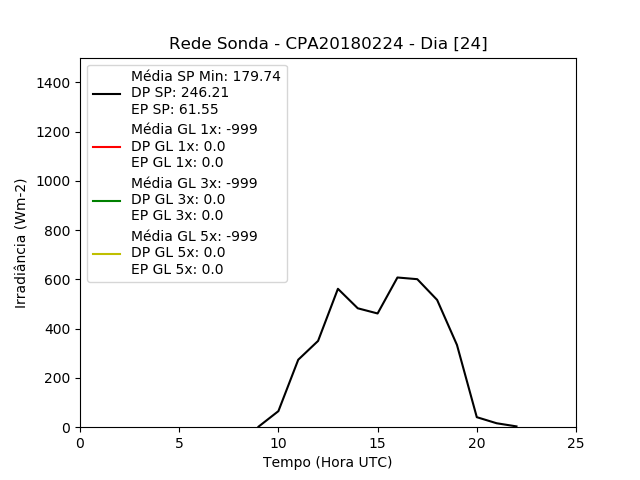 Rede Sonda - CPA20180224 - Dia [24]
Média SP Min: 179.74
DP SP: 246.21
EP SP: 61.55
Média GL 1x: -999
DP GL 1x: 0.0
EP GL 1x: 0.0
Média GL 3x: -999
DP GL 3x: 0.0
EP GL 3x: 0.0
Média GL 5x: -999
DP GL 5x: 0.0
EP GL 5x: 0.0
Irradiância (Wm-2)
1400
1200
1000
800
600
400
200
0
0 5 10 15 20 25
Tempo (Hora UTC)